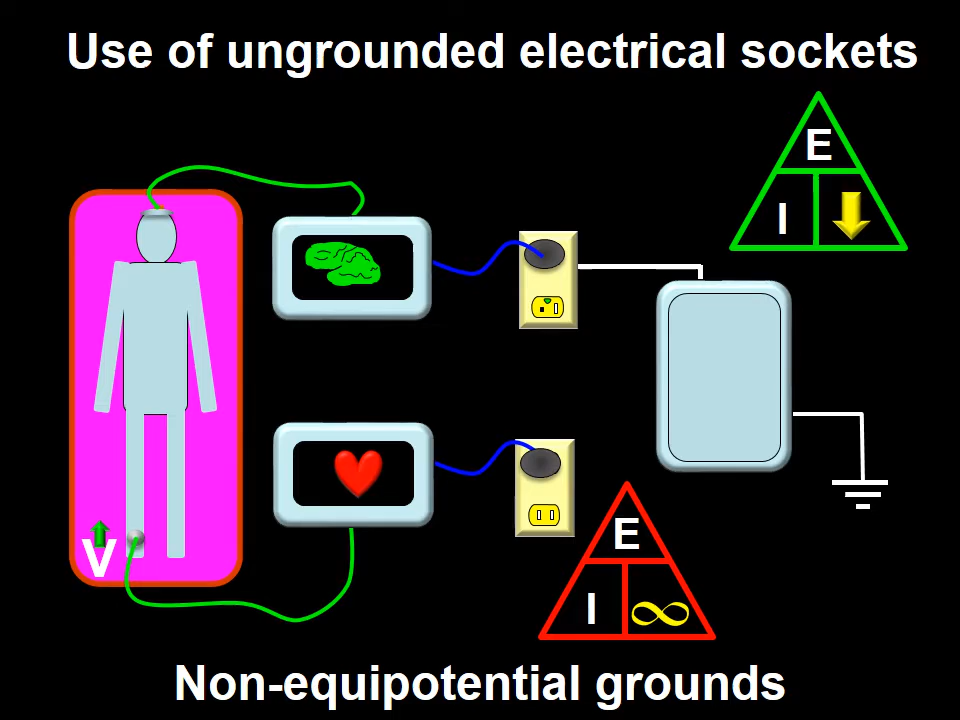 Use of ungrounded electrical sockets
E
I
V
E
I ∞
Non-equipotential grounds